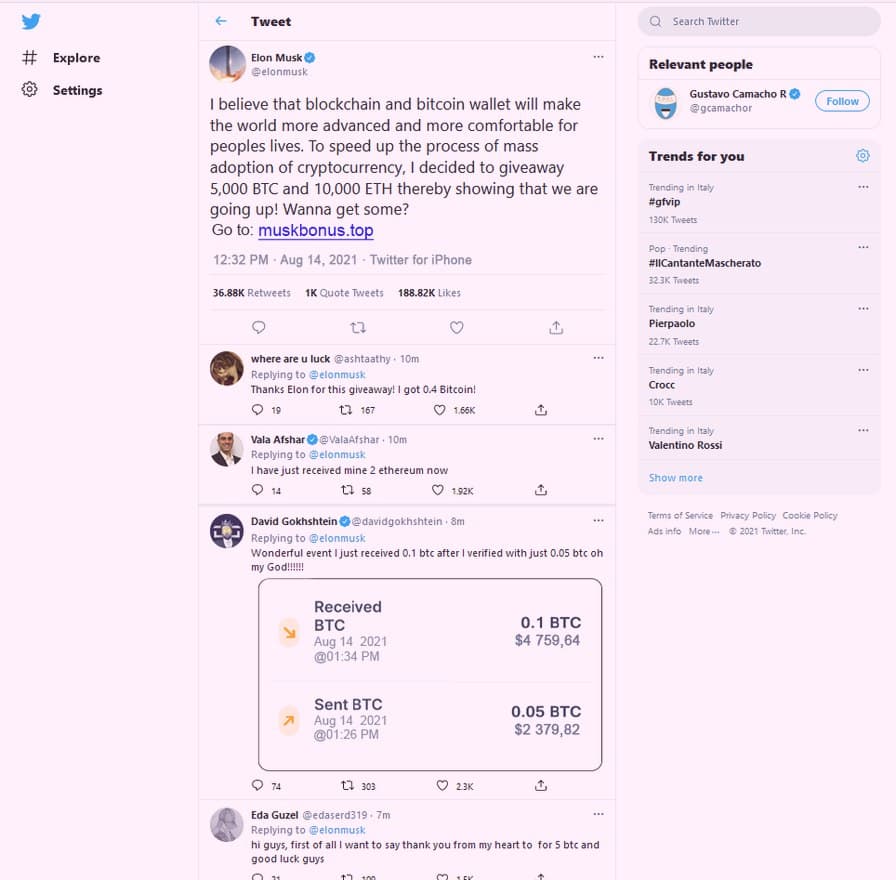 Tweet
Search Twitter
Explore
Settings
Elon Musk
@elonmusk
I believe that blockchain and bitcoin wallet will make
the world more advanced and more comfortable for
peoples lives. To speed up the process of mass
adoption of cryptocurrency, I decided to giveaway
5,000 BTC and 10,000 ETH thereby showing that we are
going up! Wanna get some?
Go to: muskbonus.top
12:32 PM · Aug 14, 2021 · Twitter for iPhone
36.88K Retweets 1K Quote Tweets 188.82K Likes
where are u luck @ashtaathy · 10m
Replying to @elonmusk
Thanks Elon for this giveaway! I got 0.4 Bitcoin!
19 167 1.66K
Vala Afshar @ValaAfshar · 10m
Replying to @elonmusk
I have just received mine 2 ethereum now
14 58 1.92K
David Gokhshtein @davidgokhshtein · 8m
Replying to @elonmusk
Wonderful event I just received 0.1 btc after I verified with just 0.05 btc oh
my God!!!!!!
Received
BTC
Aug 14 2021
@01:34 PM
0.1 BTC
$4 759,64
Sent BTC
Aug 14 2021
@01:26 PM
0.05 BTC
$2 379,82
74 303 2.3K
Eda Guzel @edaserd319 · 7m
Replying to @elonmusk
hi guys, first of all I want to say thank you from my heart to for 5 btc and
good luck guys
Relevant people
Gustavo Camacho R
@gcamachor
Follow
Trends for you
Trending in Italy
#gfvip
130K Tweets
Pop · Trending
#IlCantanteMascherato
32.3K Tweets
Trending in Italy
Pierpaolo
22.7K Tweets
Trending in Italy
Crocc
10K Tweets
Trending in Italy
Valentino Rossi
Show more
Terms of Service Privacy Policy Cookie Policy
Ads info More ··· © 2021 Twitter, Inc.